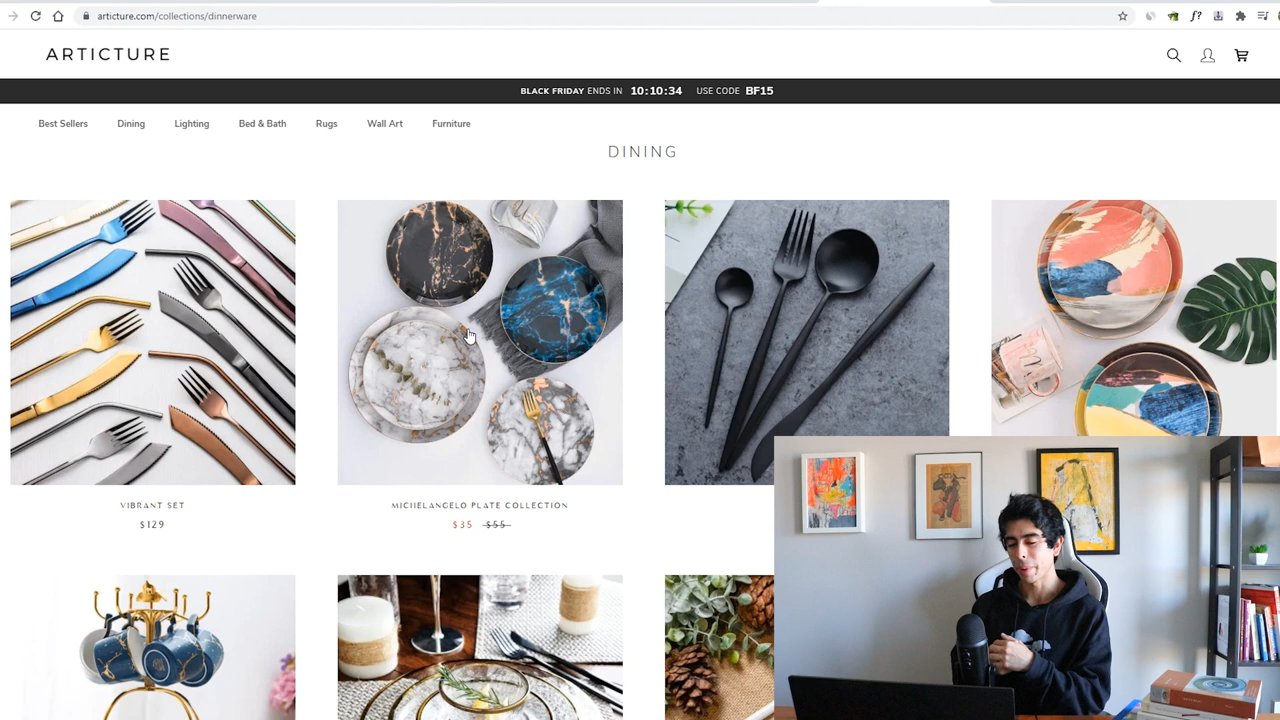 articture.com/collections/dinnerware
f?
ARTICTURE
BLACK FRIDAY ENDS IN 10:10:34 USE CODE BF15
Best Sellers Dining Lighting Bed & Bath Rugs Wall Art Furniture
DINING
VIBRANT SET
$129
MICHELANGELO PLATE COLLECTION
$35 $55